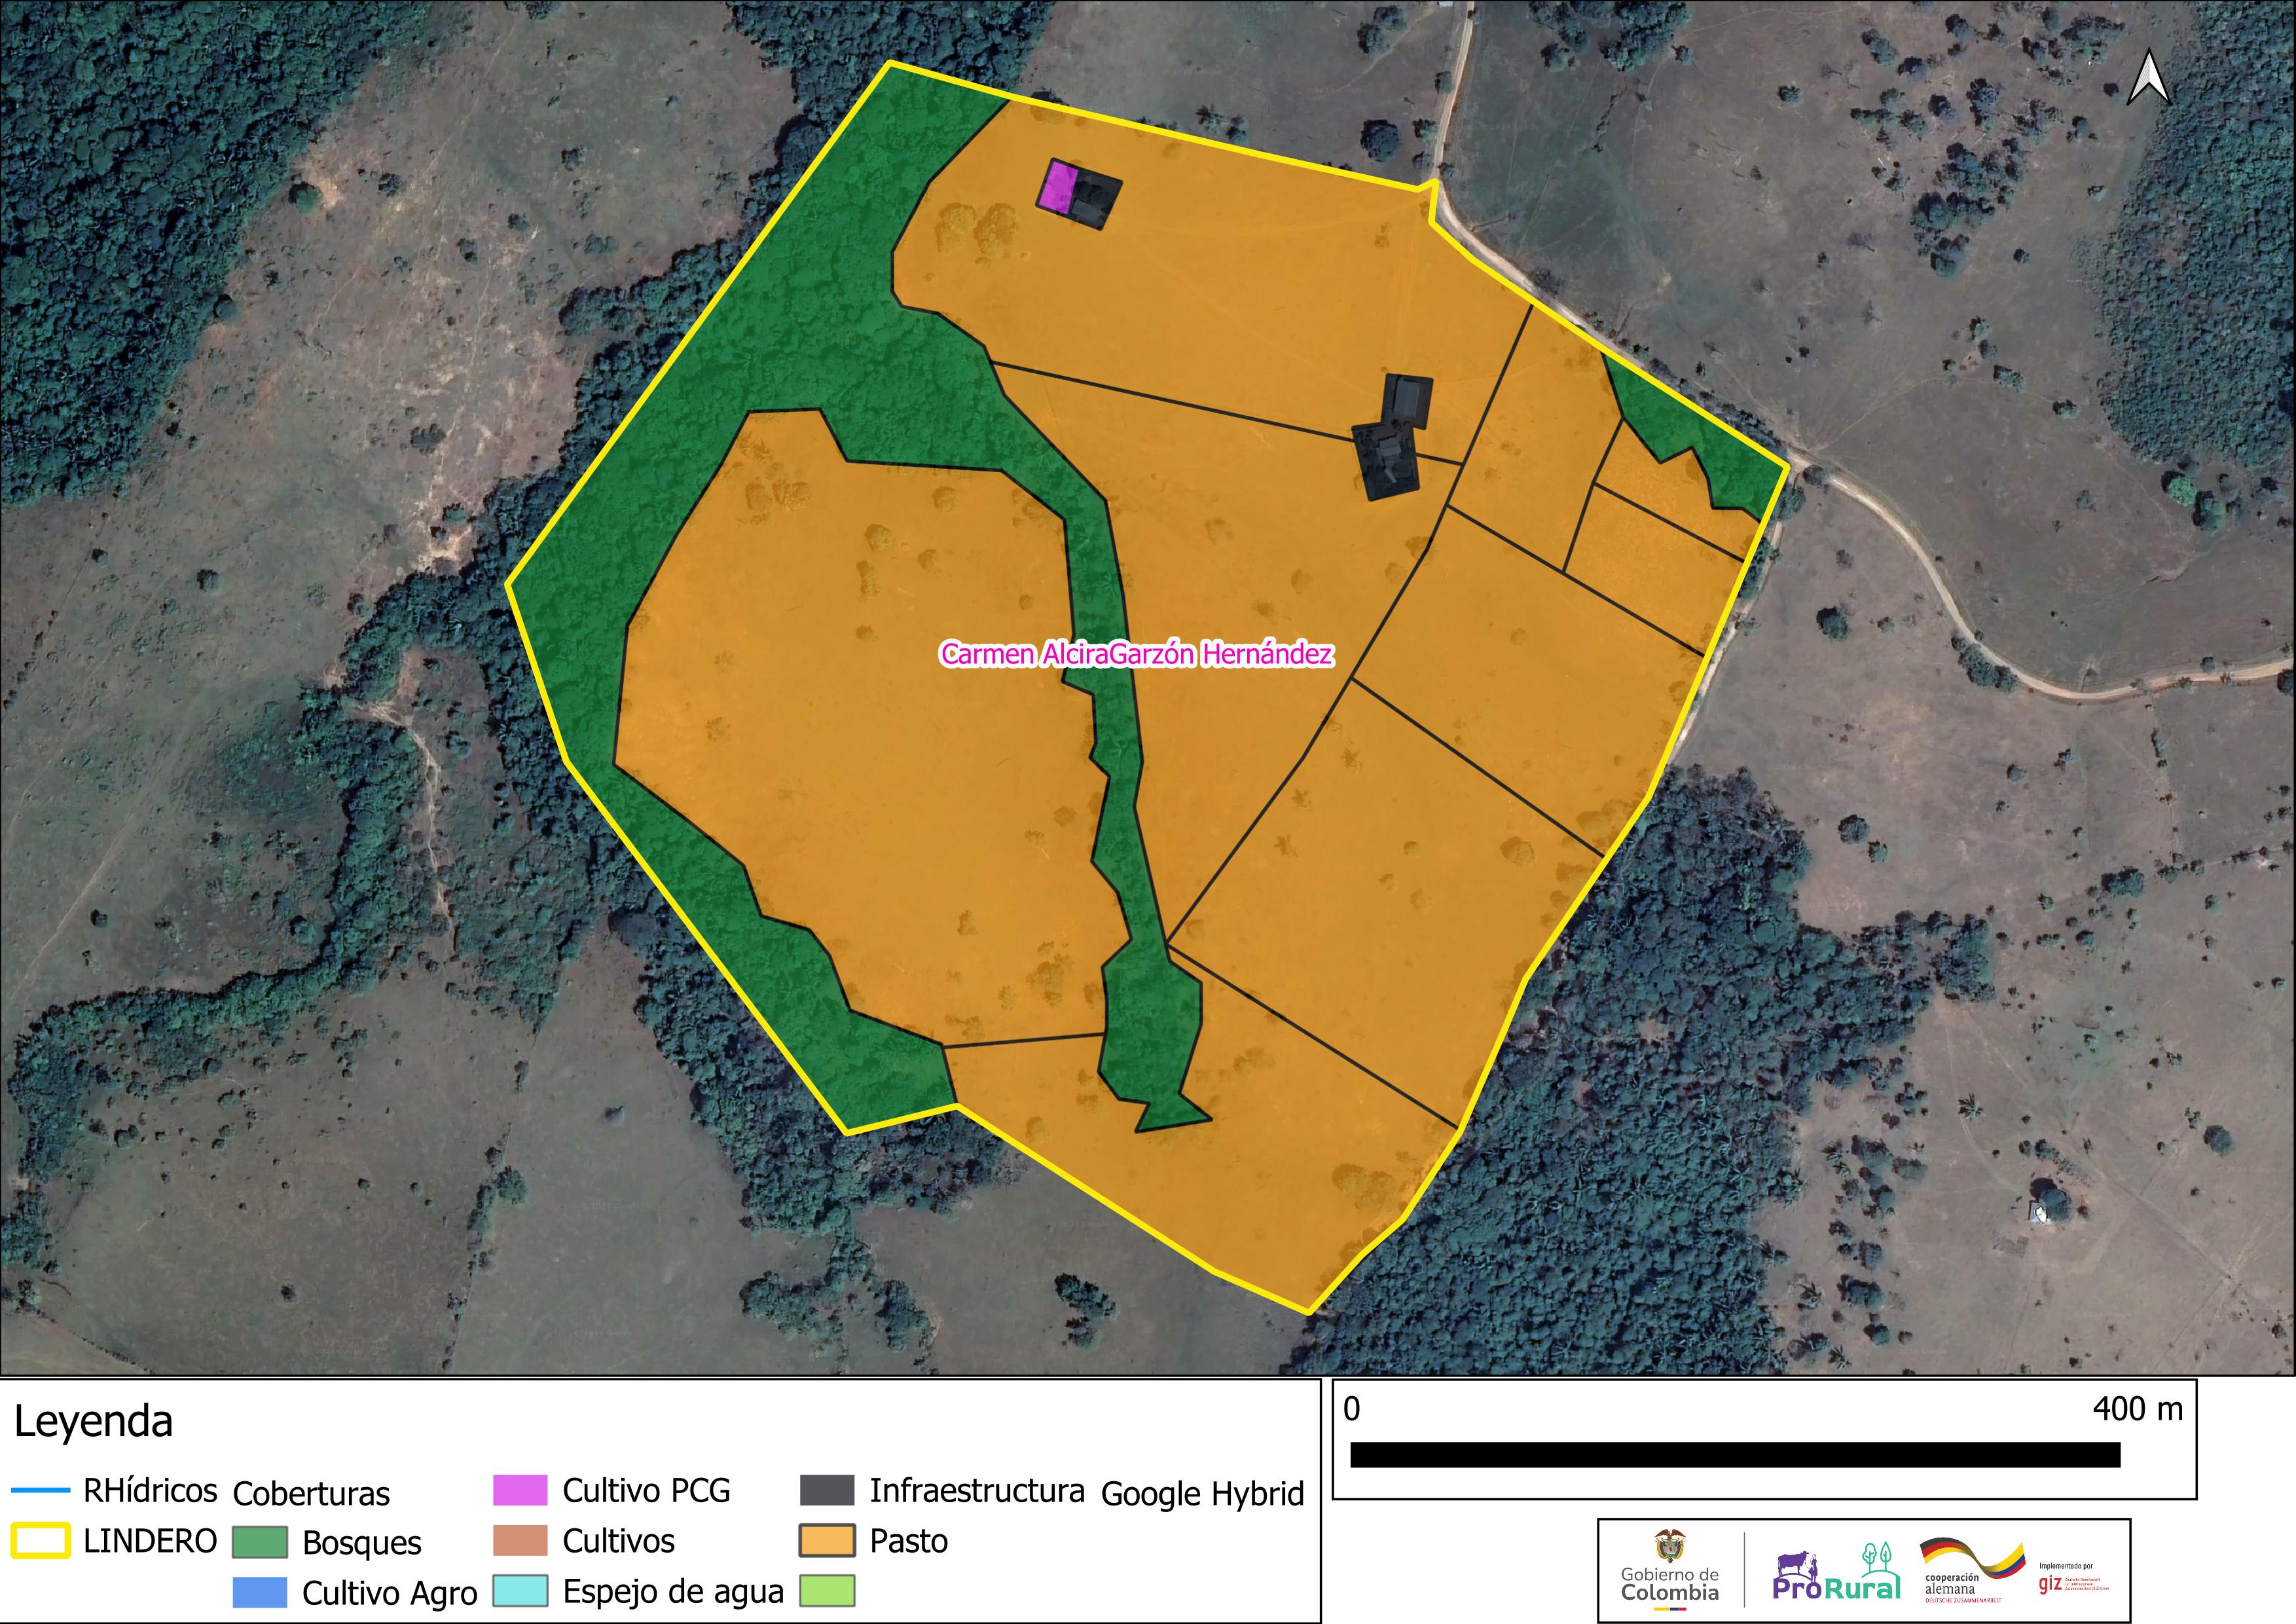 Carmen AlciraGarzón Hernández
Leyenda
RHídricos
LINDERO
Coberturas
Bosques
Cultivo Agro
Cultivo PCG
Cultivos
Espejo de agua
Infraestructura
Pasto
Google Hybrid
0 400 m
Gobierno de
Colombia
ProRural
cooperación
alemana
DEUTSCHE ZUSAMMENARBEIT
Implementado por
giz